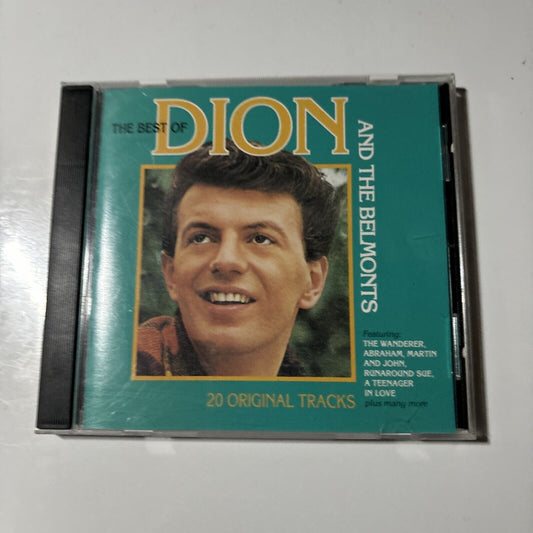 THE BEST OF
DION
AND THE BELMONTS
Featuring:
THE WANDERER,
ABRAHAM, MARTIN
AND JOHN,
RUNAROUND SUE,
A TEENAGER
IN LOVE
plus many more
20 ORIGINAL TRACKS